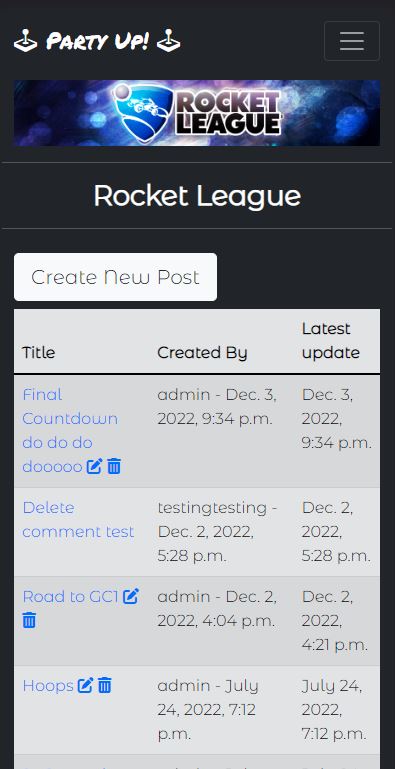 Party Up!
ROCKET
LEAGUE
Rocket League
Create New Post
Title
Created By
Latest
update
Final
Countdown
do do do
dooooo
admin - Dec. 3,
2022, 9:34 p.m.
Dec. 3,
2022,
9:34 p.m.
Delete
comment test
testingtesting -
Dec. 2, 2022,
5:28 p.m.
Dec. 2,
2022,
5:28 p.m.
Road to GC1
admin - Dec. 2,
2022, 4:04 p.m.
Dec. 2,
2022,
4:21 p.m.
Hoops
admin - July
24, 2022, 7:12
p.m.
July 24,
2022,
7:12 p.m.